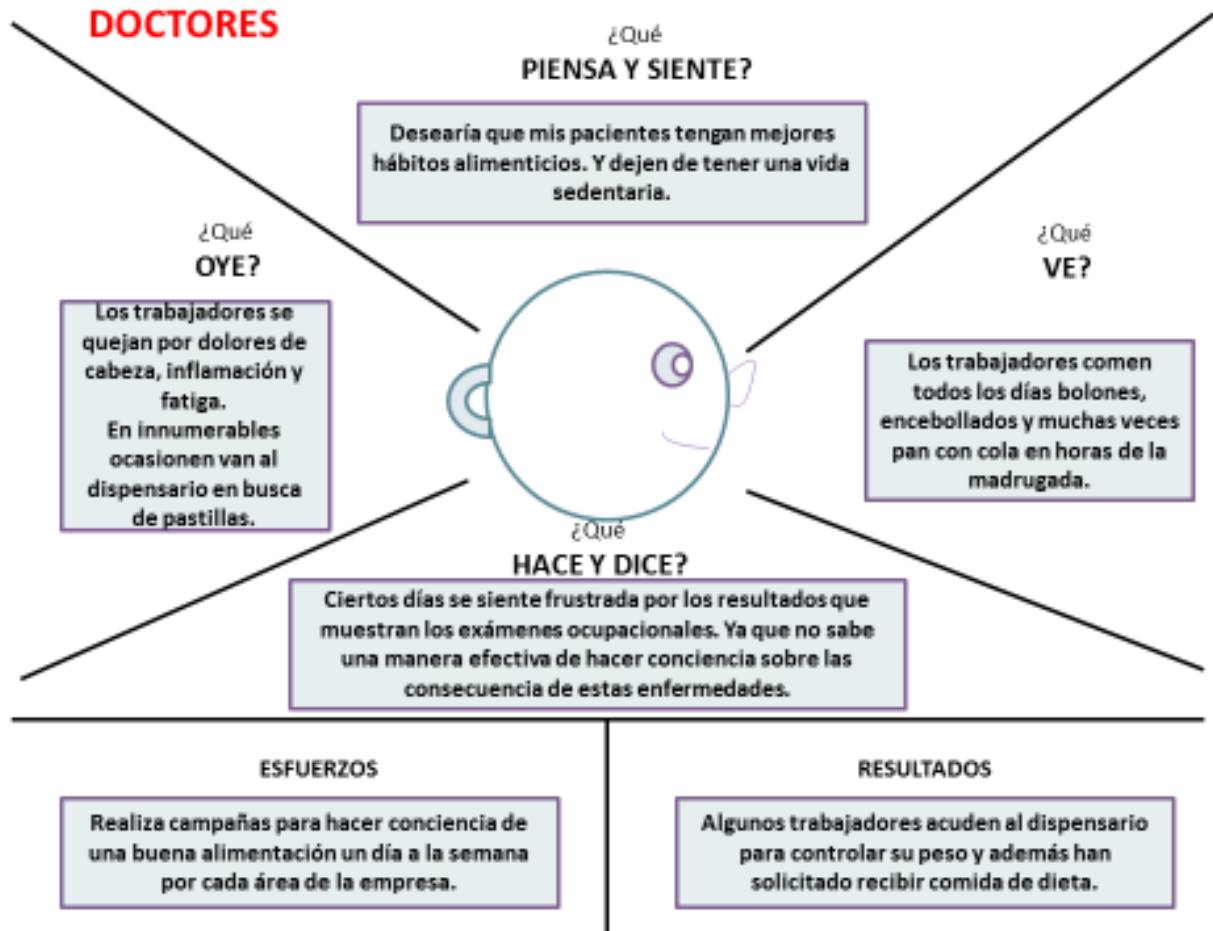 DOCTORES
¿Qué
PIENSA Y SIENTE?
Desearía que mis pacientes tengan mejores
hábitos alimenticios. Y dejen de tener una vida
sedentaria.
¿Qué
OYE?
Los trabajadores se
quejan por dolores de
cabeza, inflamación y
fatiga.
En innumerables
ocasionen van al
dispensario en busca
de pastillas.
¿Qué
VE?
Los trabajadores comen
todos los días bolones,
encebollados y muchas veces
pan con cola en horas de la
madrugada.
¿Qué
HACE Y DICE?
Ciertos días se siente frustrada por los resultados que
muestran los exámenes ocupacionales. Ya que no sabe
una manera efectiva de hacer conciencia sobre las
consecuencia de estas enfermedades.
ESFUERZOS
Realiza campañas para hacer conciencia de
una buena alimentación un día a la semana
por cada área de la empresa.
RESULTADOS
Algunos trabajadores acuden al dispensario
para controlar su peso y además han
solicitado recibir comida de dieta.